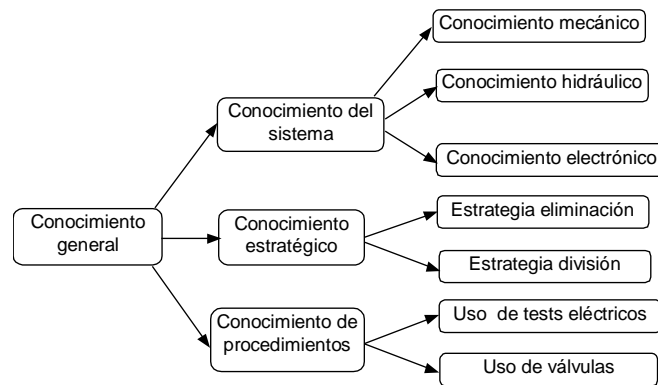 Conocimiento mecánico
Conocimiento hidráulico
Conocimiento del
sistema
Conocimiento electrónico
Conocimiento
general
Conocimiento
estratégico
Estrategia eliminación
Estrategia división
Conocimiento de
procedimientos
Uso de tests eléctricos
Uso de válvulas